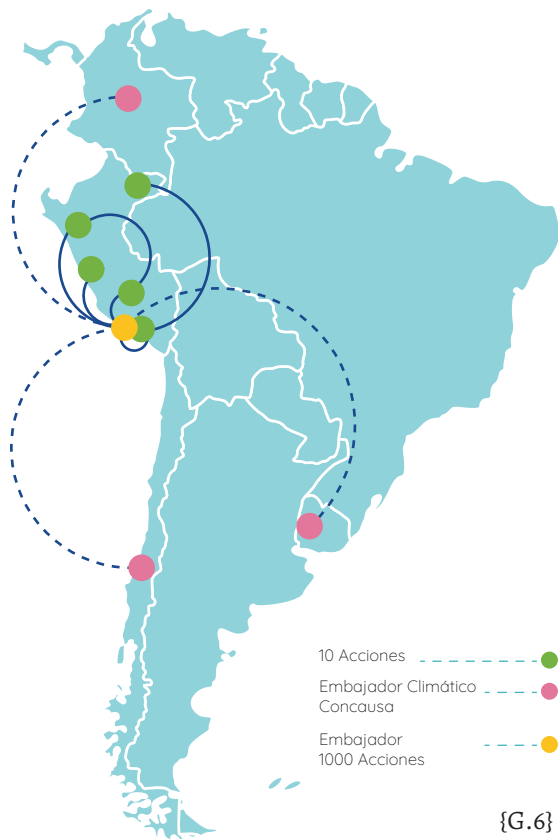 10 Acciones
Embajador Climático
Concausa
Embajador
1000 Acciones
{G.6}